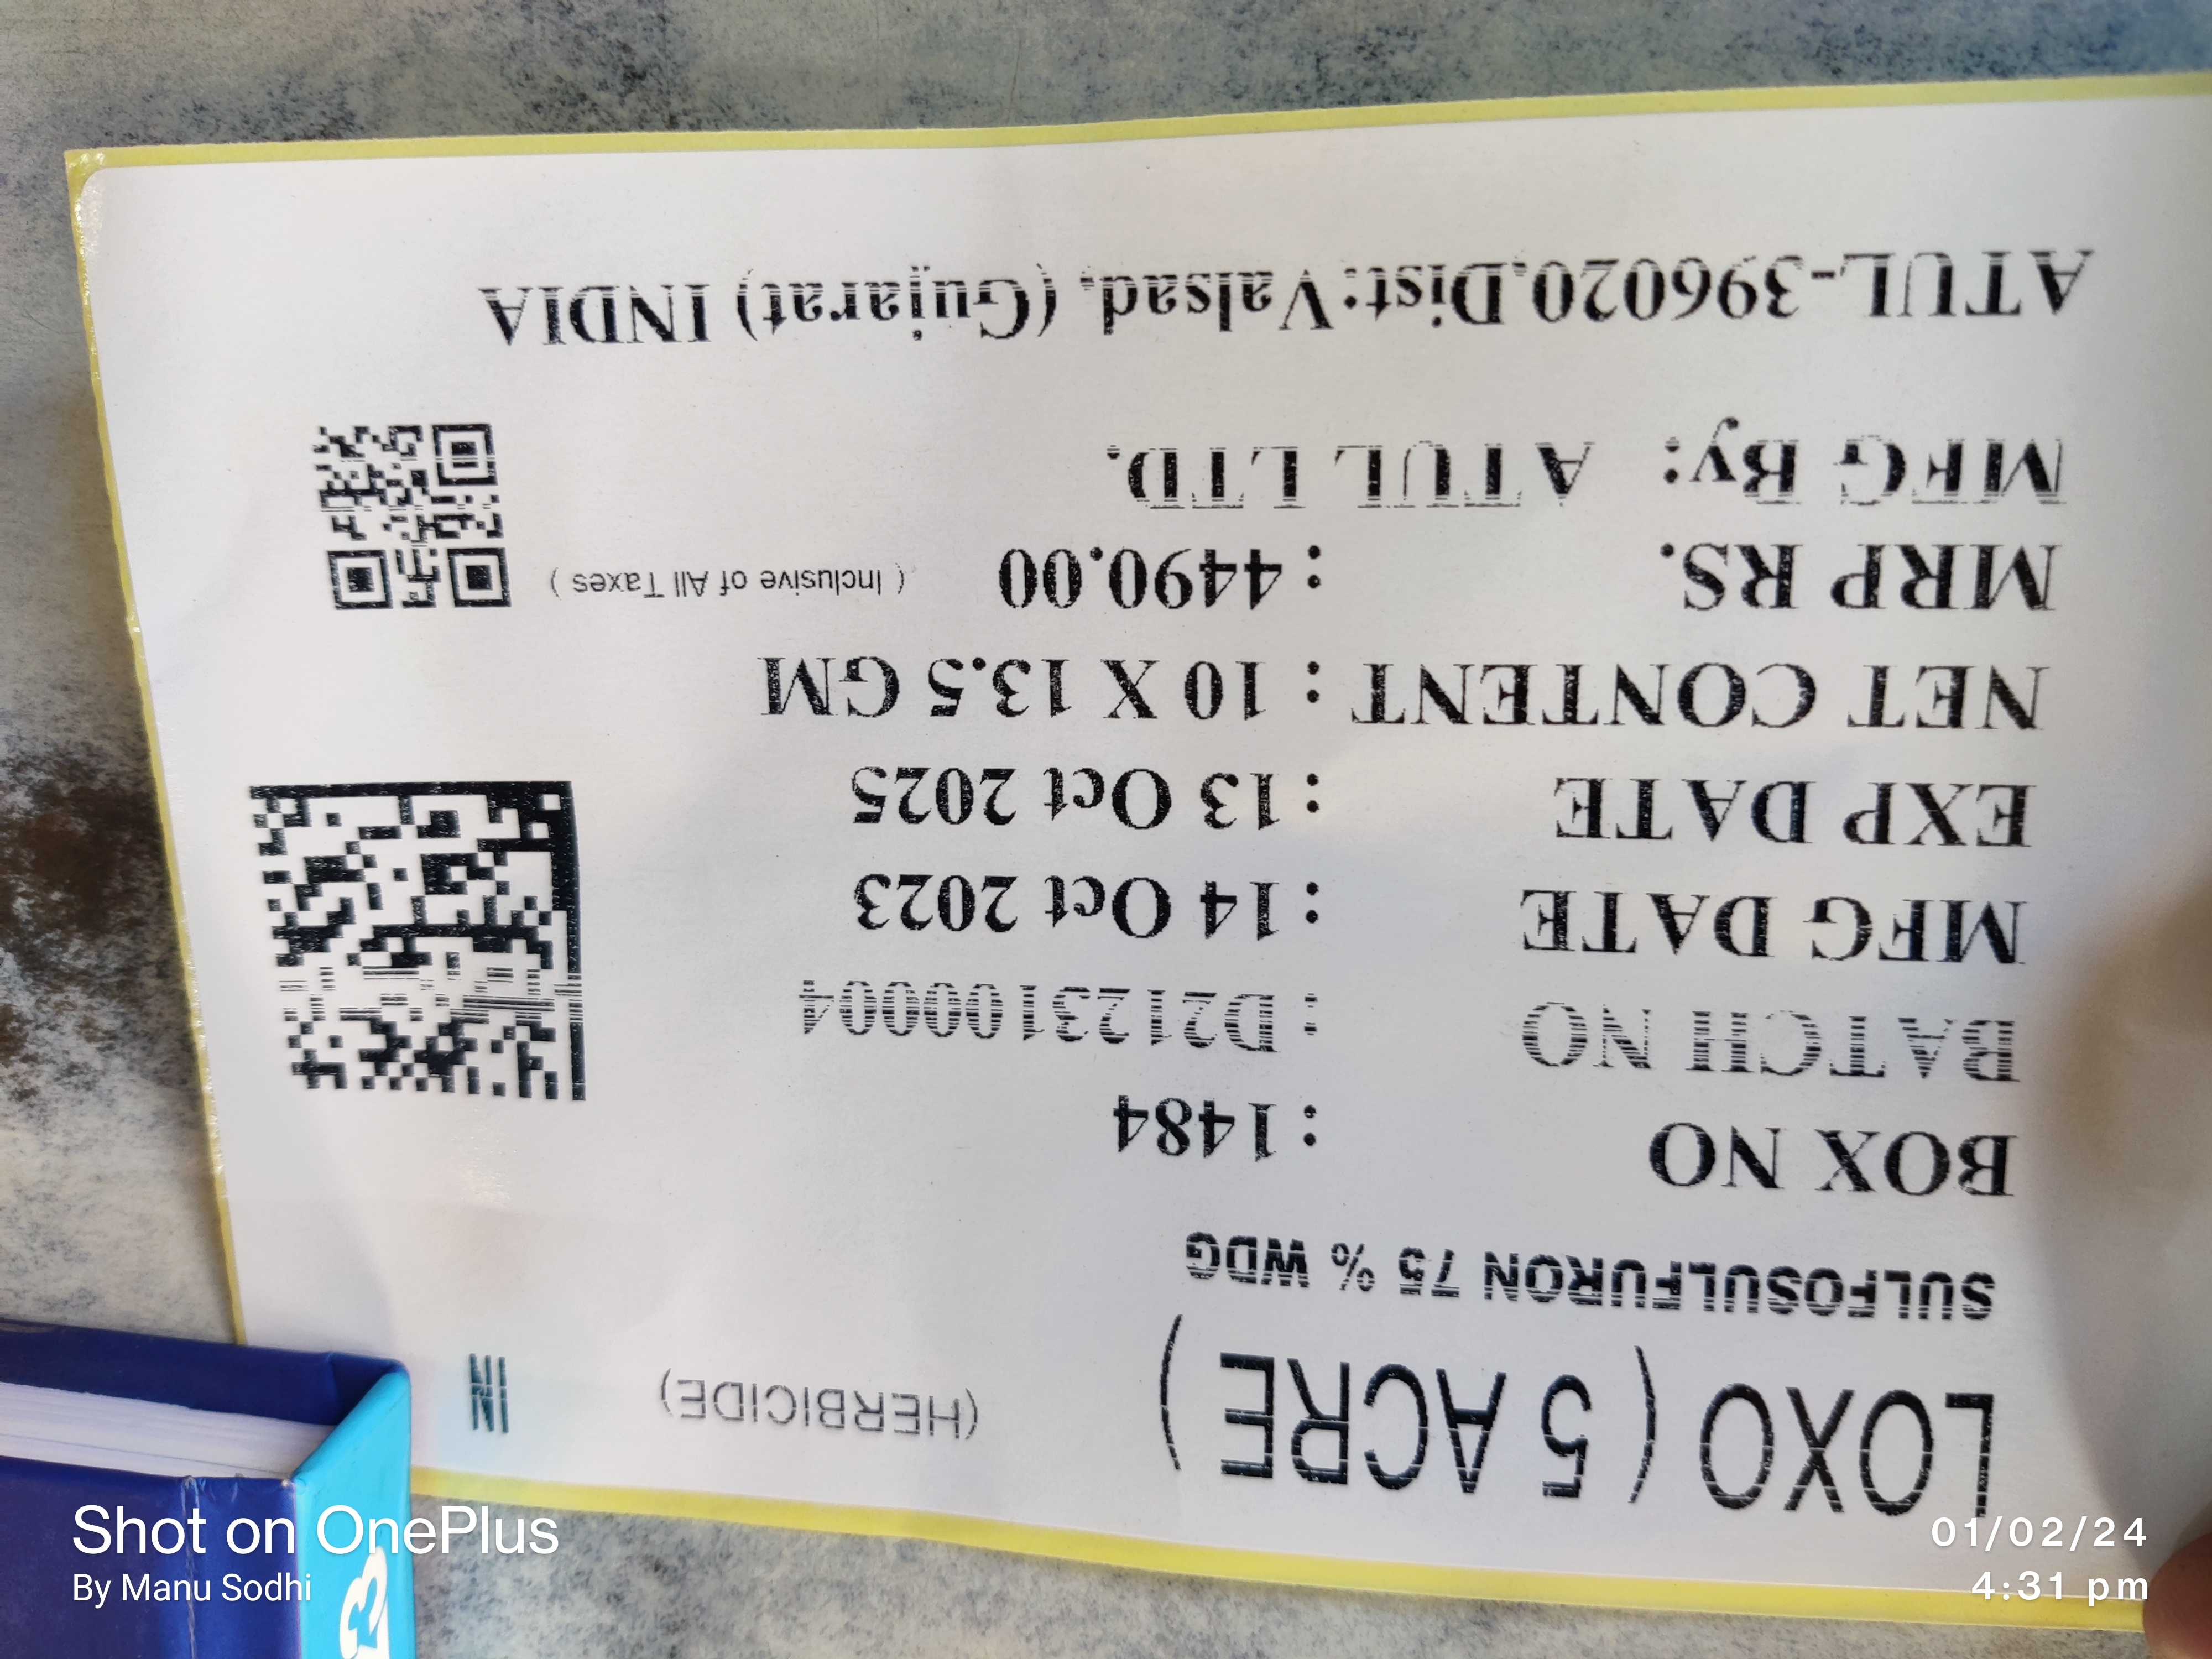 LOXO ( 5 ACRE )
(HERBICIDE)
IN
SULFOSULFURON 75 % WDG
BOX NO : 1484
BATCH NO : D2123100004
MFG DATE : 14 Oct 2023
EXP DATE : 13 Oct 2025
NET CONTENT : 10 X 13.5 GM
MRP RS. : 4490.00 ( Inclusive of All Taxes )
MFG By: ATUL LTD.
ATUL-396020,Dist:Valsad, (Gujarat) INDIA
Shot on OnePlus
By Manu Sodhi
01/02/24
4:31 pm